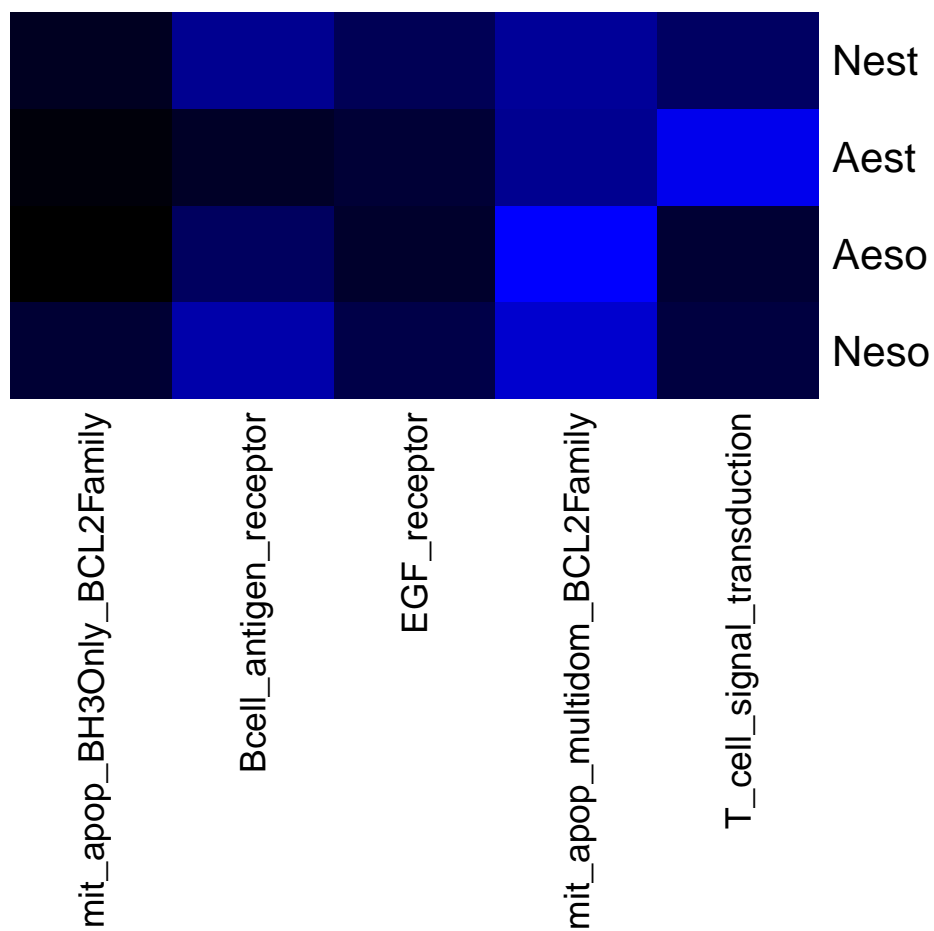 Nest
Aest
Aeso
Neso
mit_apop_BH3Only_BCL2Family
Bcell_antigen_receptor
EGF_receptor
mit_apop_multidom_BCL2Family
T_cell_signal_transduction